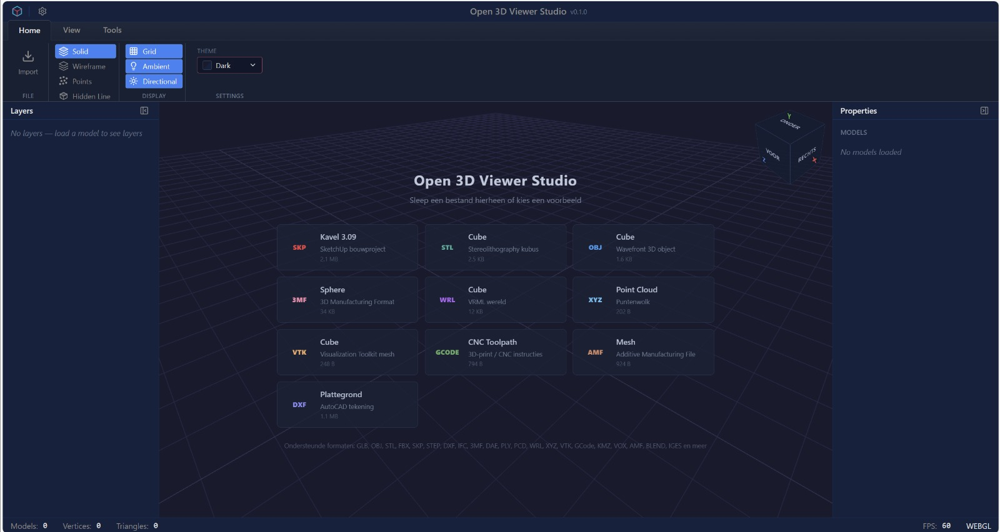 Open 3D Viewer Studio v0.1.0
Home View Tools
Import
FILE
Solid
Wireframe
Points
Hidden Line
Grid
Ambient
Directional
DISPLAY
THEME
Dark
SETTINGS
Layers
No layers — load a model to see layers
Y
ONDER
VOOR
RECHTS
Z
X
Open 3D Viewer Studio
Sleep een bestand hierheen of kies een voorbeeld
SKP
Kavel 3.09
SketchUp bouwproject
2.1 MB
STL
Cube
Stereolithography kubus
2.5 KB
OBJ
Cube
Wavefront 3D object
1.6 KB
3MF
Sphere
3D Manufacturing Format
34 KB
WRL
Cube
VRML wereld
12 KB
XYZ
Point Cloud
Puntenwolk
202 B
VTK
Cube
Visualization Toolkit mesh
248 B
GCODE
CNC Toolpath
3D-print / CNC instructies
794 B
AMF
Mesh
Additive Manufacturing File
924 B
DXF
Plattegrond
AutoCAD tekening
1.1 MB
Ondersteunde formaten: GLB, OBJ, STL, FBX, SKP, STEP, DXF, IFC, 3MF, DAE, PLY, PCD, WRL, XYZ, VTK, GCode, KMZ, VOX, AMF, BLEND, IGES en meer
Properties
MODELS
No models loaded
Models: 0 Vertices: 0 Triangles: 0
FPS: 60 WEBGL